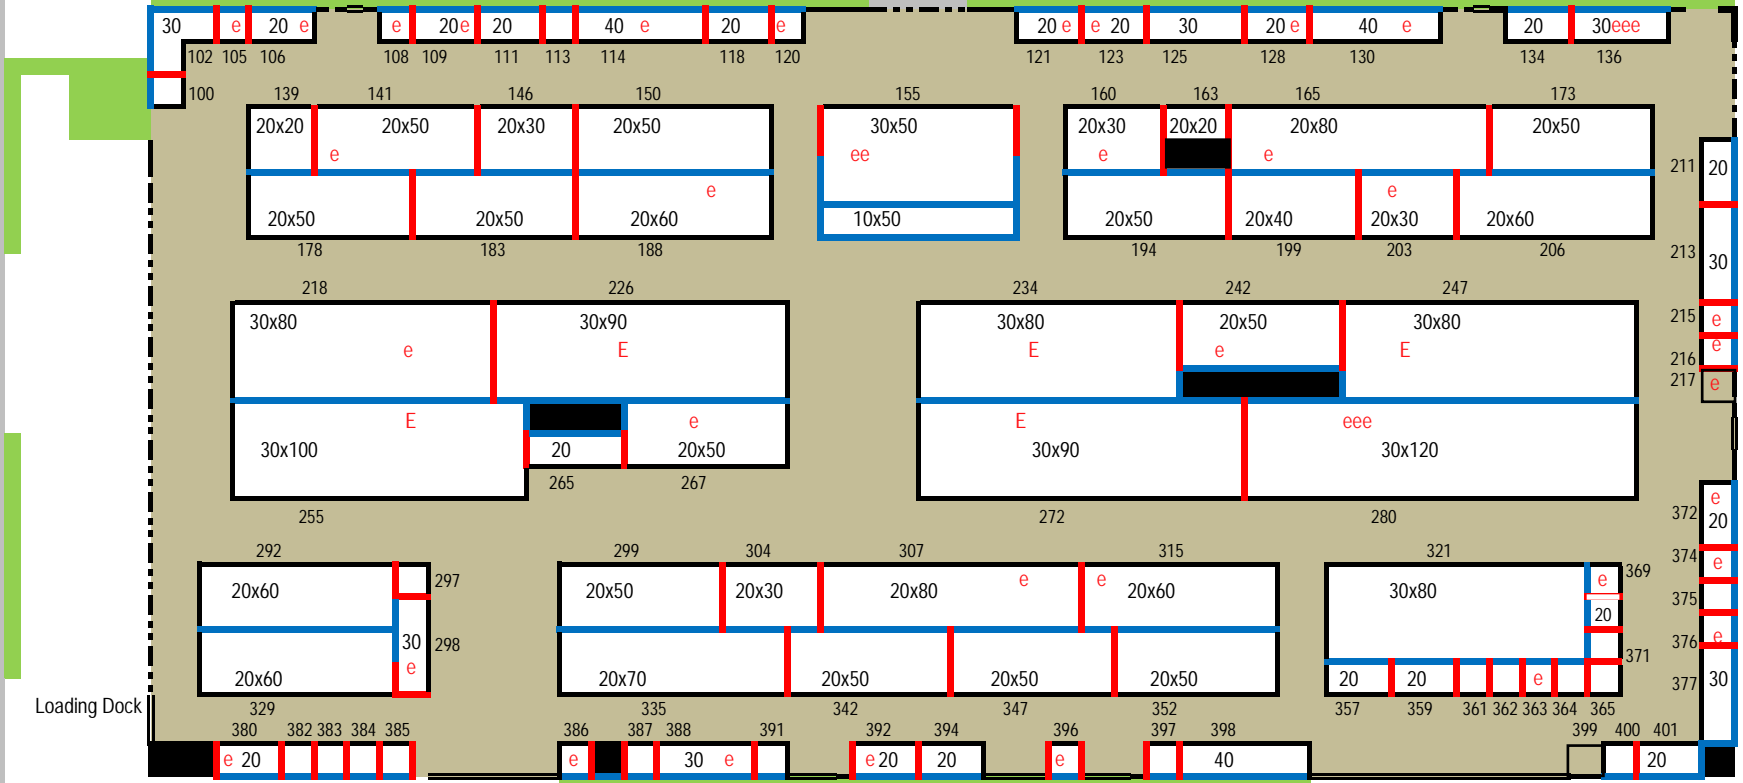 30 e 20 e e 20 e 20 40 e 20 e 20 e e 20 30 20 e 40 e 20 30 eee
102 105 106 108 109 111 113 114 118 120 121 123 125 128 130 134 136
100 139 141 146 150 155 160 163 165 173
20x20 20x50 20x30 20x50 30x50 20x30 20x20 20x80 20x50
e ee e e
211 20
e e
20x50 20x50 20x60 10x50 20x50 20x40 20x30 20x60
178 183 188 194 199 203 206
213 30
218 226 234 242 247
215 e
30x80 30x90 30x80 20x50 30x80
e E E e E
216 e
217 e
E e E eee
30x100 20 20x50 30x90 30x120
265 267
255 272 280
372 e
20
292 299 304 307 315 321
374 e
297 369
20x60 20x50 20x30 20x80 e e 20x60 30x80 e
375
20
30 298 376 e
e 371
20x60 20x70 20x50 20x50 20x50 20 20 e 377 30
Loading Dock 329 335 342 347 352 357 359 361 362 363 364 365
380 382 383 384 385 386 387 388 391 392 394 396 397 398 399 400 401
e 20 e 30 e e 20 20 e 40 20